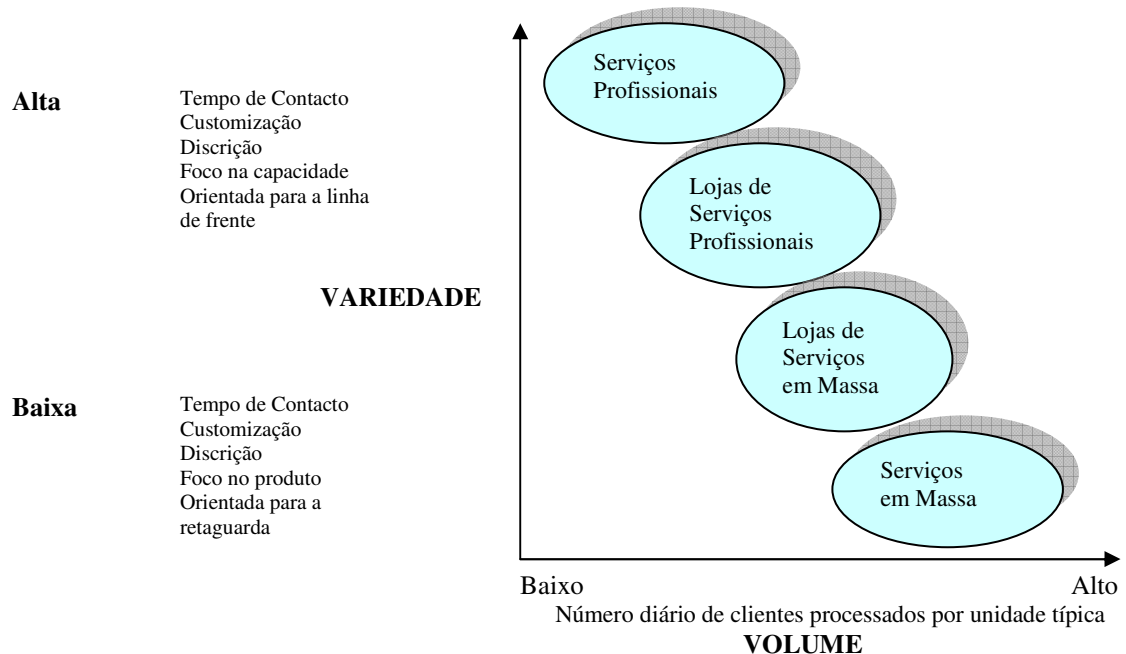 Serviços
Profissionais
Alta
Tempo de Contacto
Customização
Discrição
Foco na capacidade
Orientada para a linha
de frente
Lojas de
Serviços
Profissionais
VARIEDADE
Lojas de
Serviços
em Massa
Baixa
Tempo de Contacto
Customização
Discrição
Foco no produto
Orientada para a
retaguarda
Serviços
em Massa
Baixo
Alto
Número diário de clientes processados por unidade típica
VOLUME